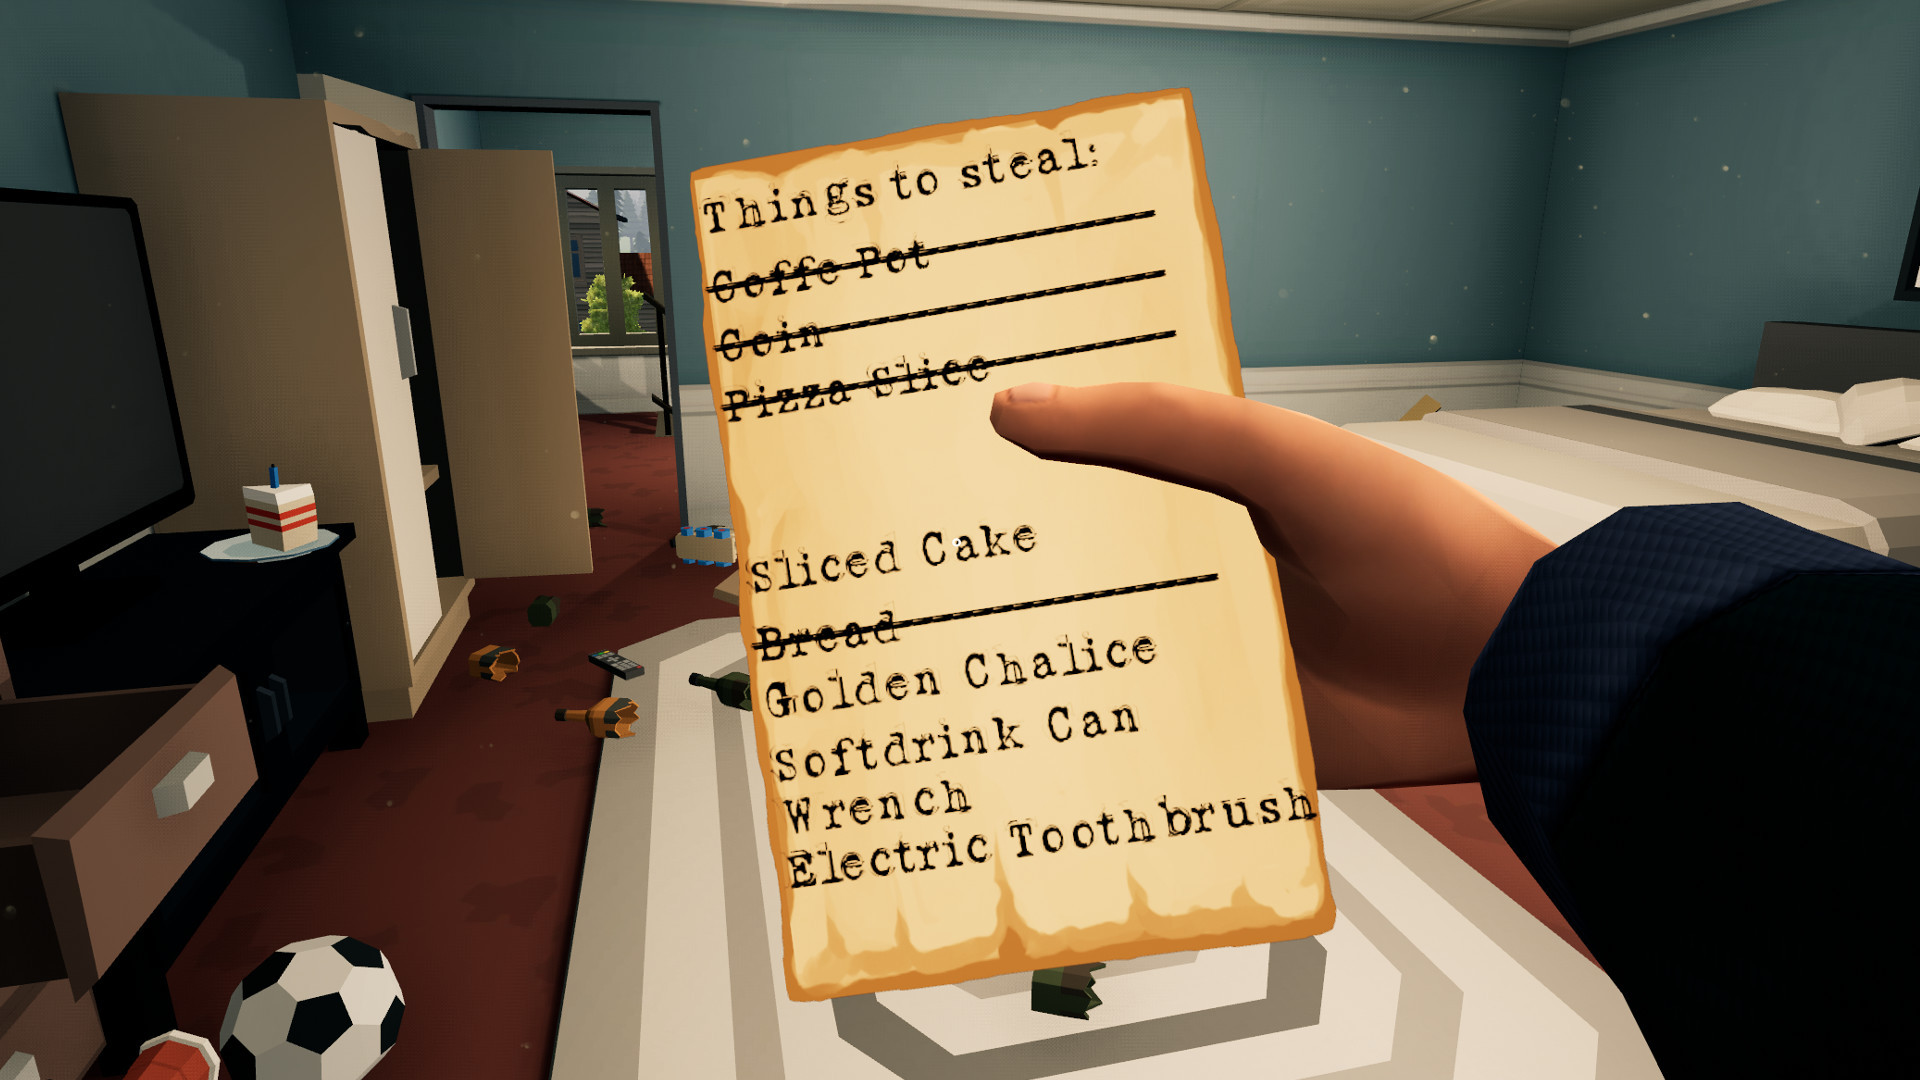 Things to steal:
Coffe Pot
Coin
Pizza Slice
Sliced Cake
Bread
Golden Chalice
Softdrink Can
Wrench
Electric Toothbrush